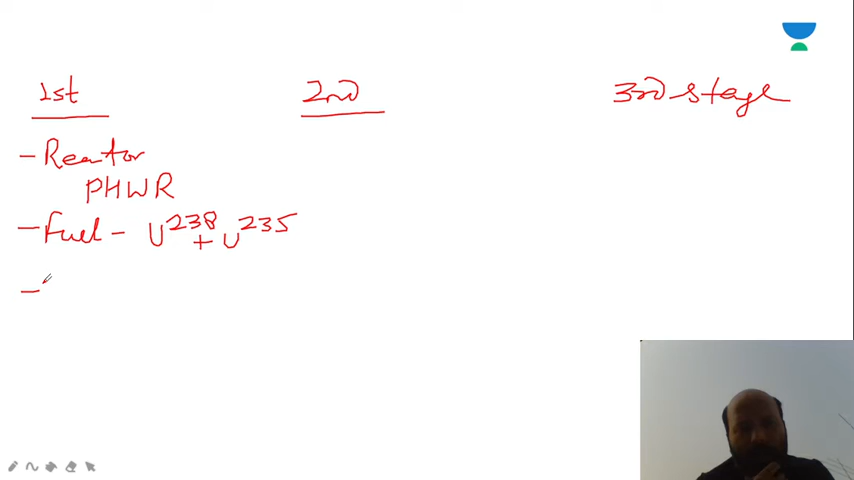 1st 2nd 3rd stage
- Reactor
PHWR
- Fuel - U238 + U235
-